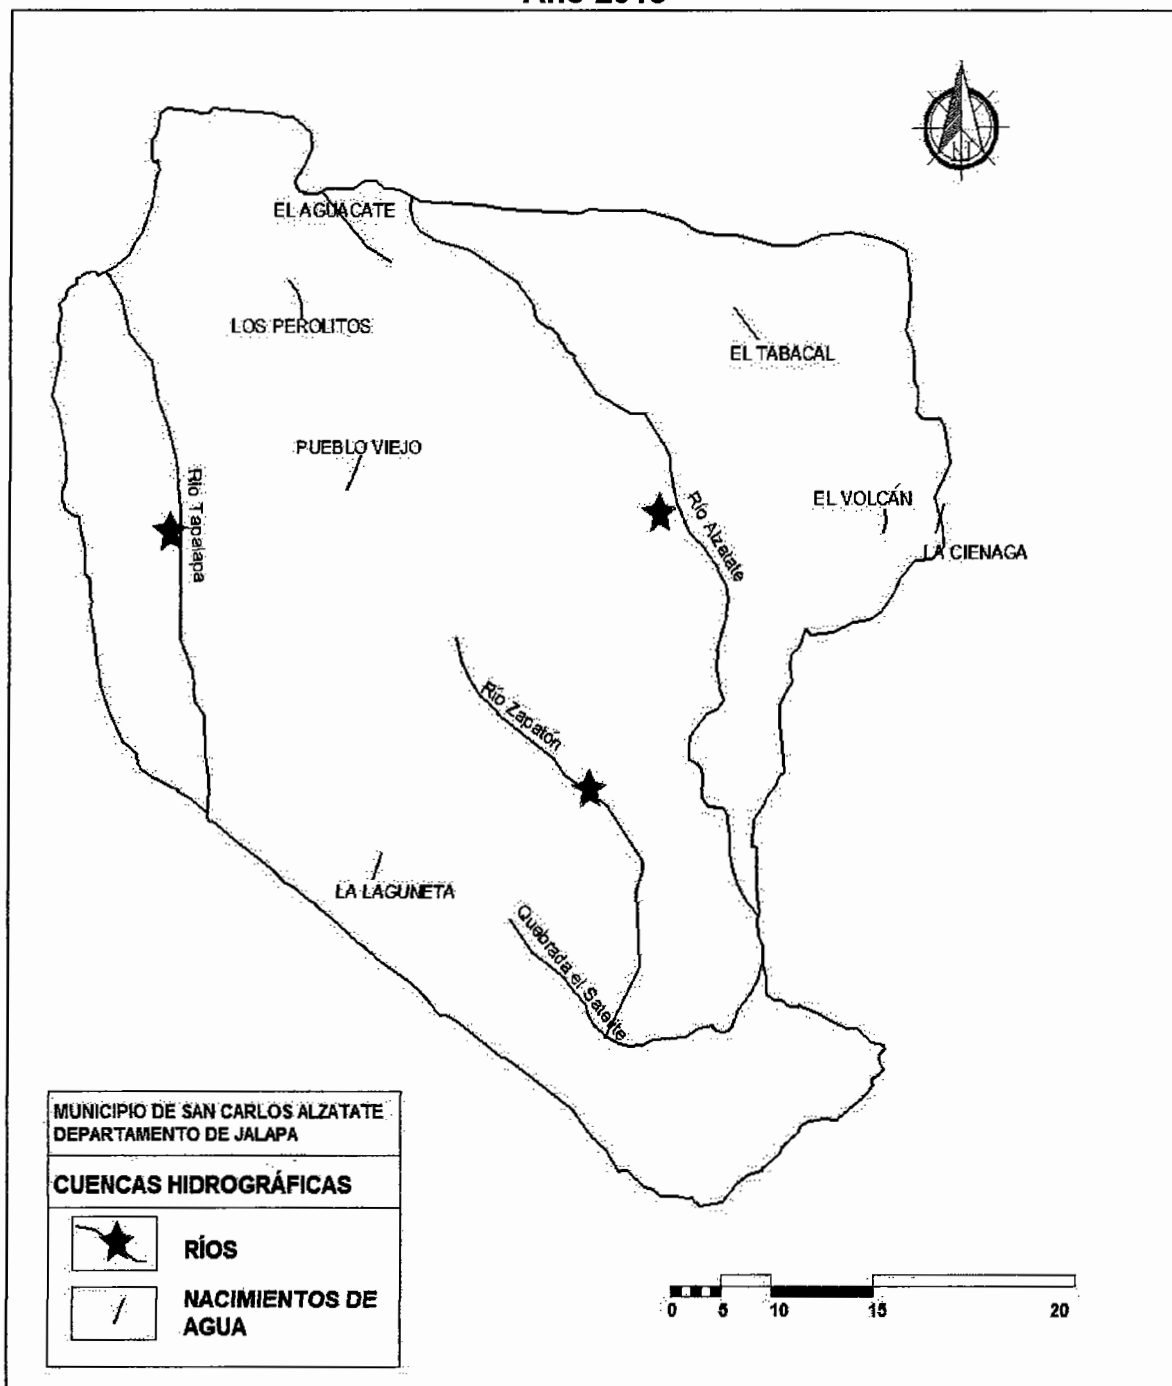 EL AGUACATE
LOS PEROLITOS
EL TABACAL
PUEBLO VIEJO
Río Tapalapa
Río Alzatate
EL VOLCÁN
LA CIENAGA
Río Zapatón
LA LAGUNETA
Quebrada el Satelite
MUNICIPIO DE SAN CARLOS ALZATATE
DEPARTAMENTO DE JALAPA
CUENCAS HIDROGRÁFICAS
RÍOS
NACIMIENTOS DE
AGUA
0 5 10 15 20